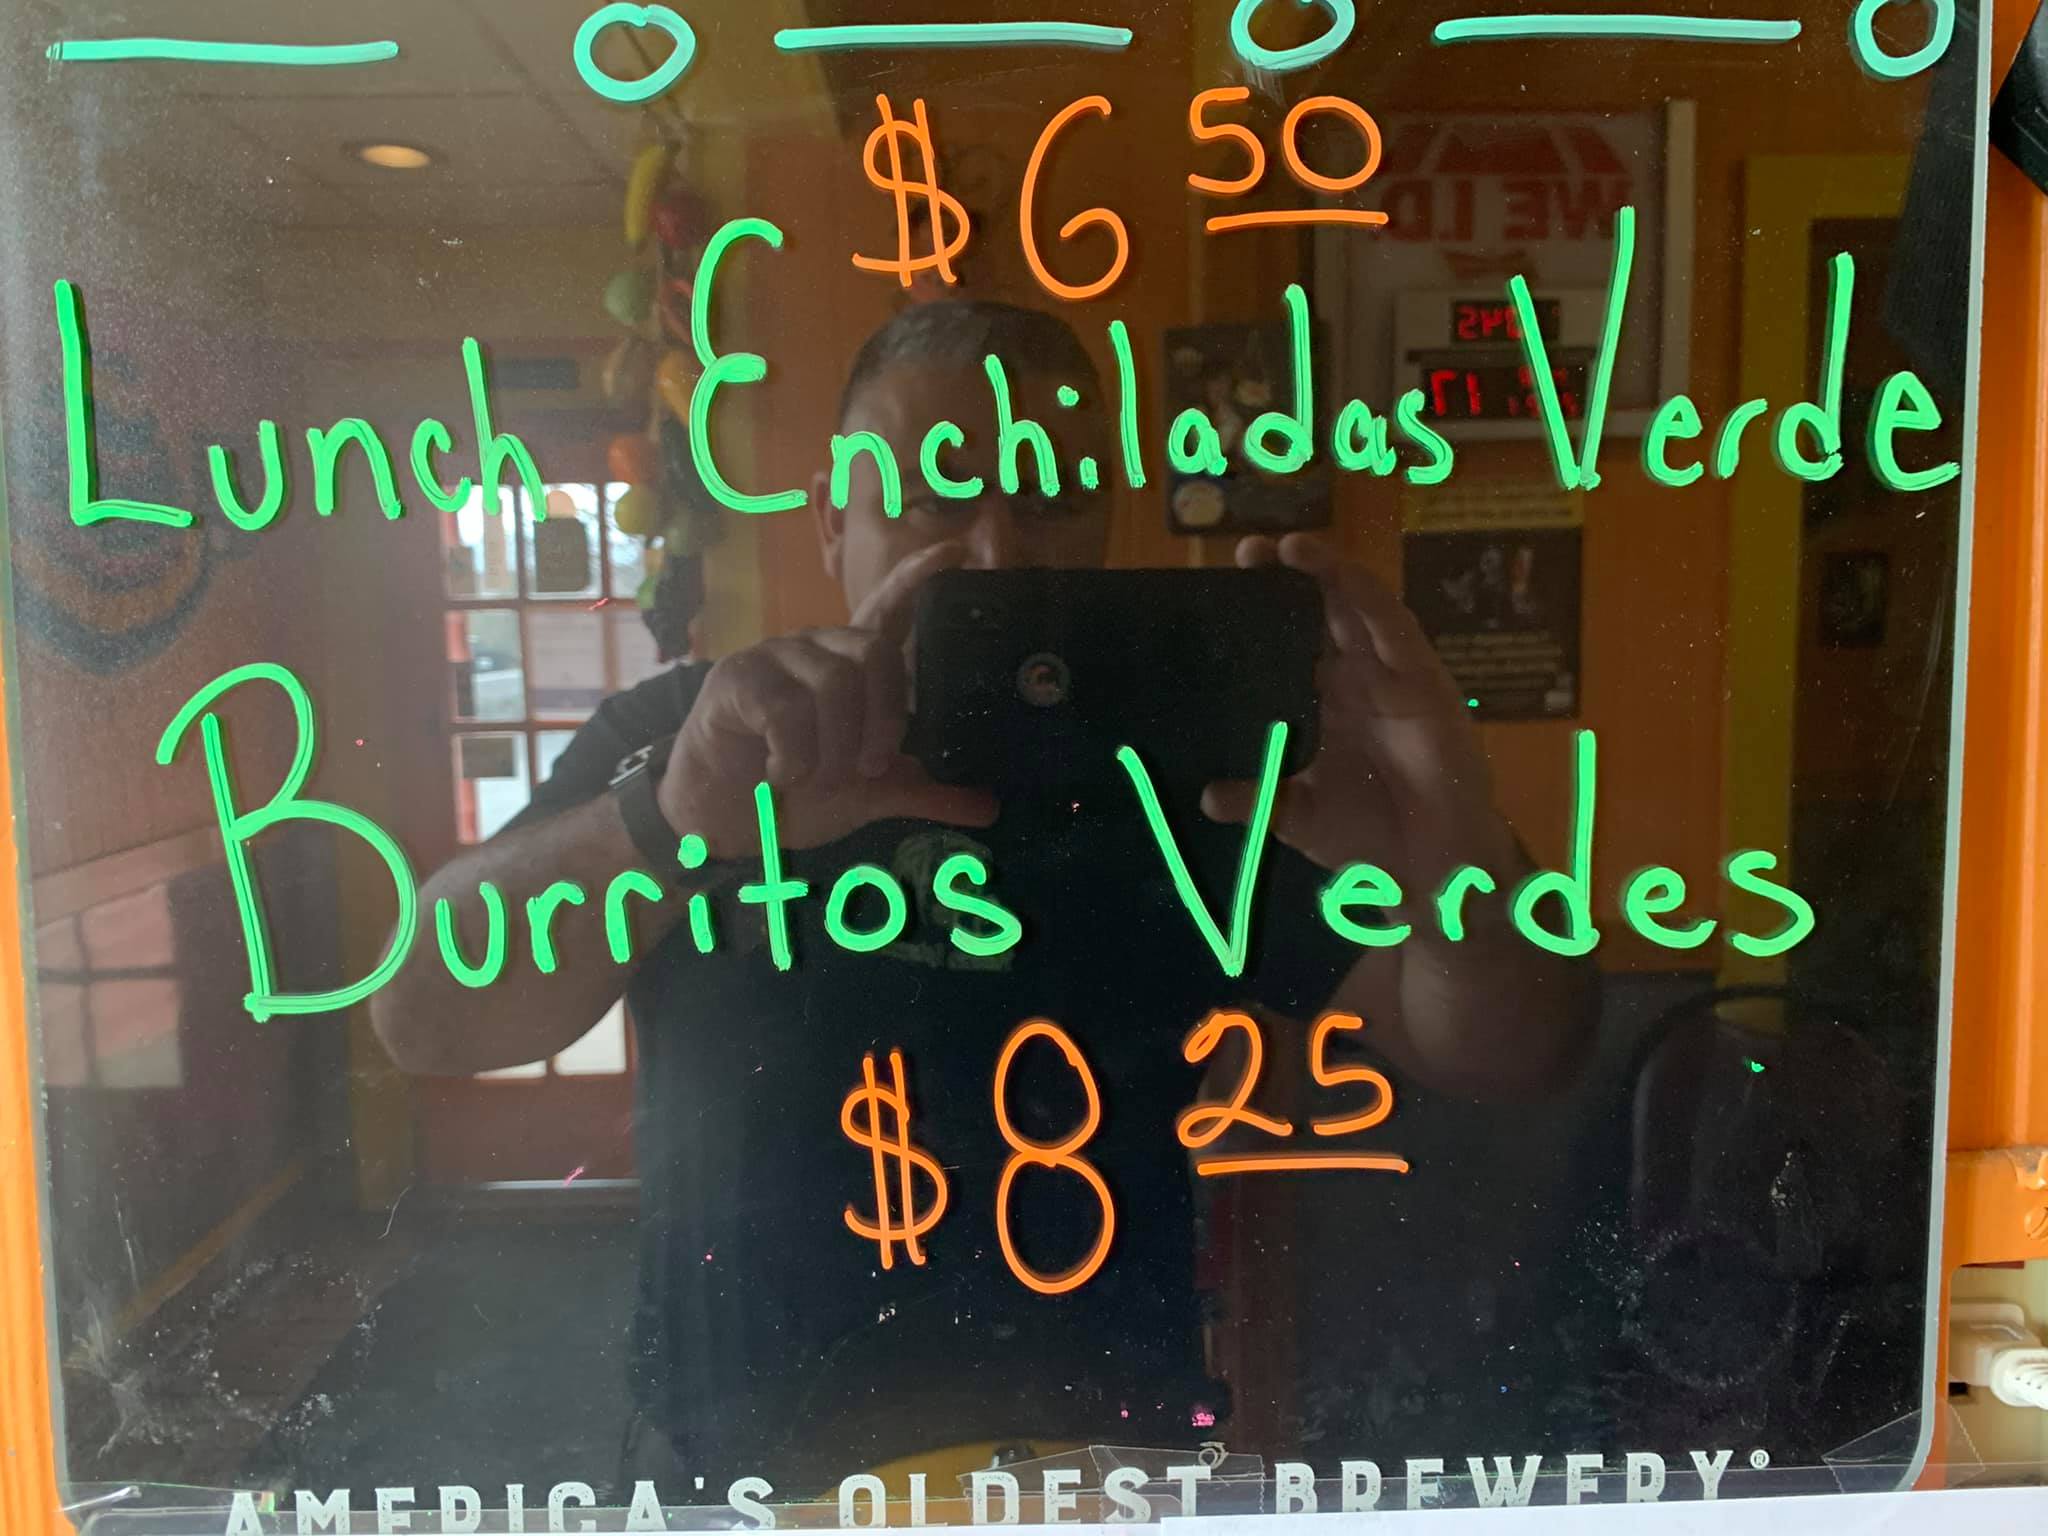 $6 50
Lunch Enchiladas Verde
Burritos Verdes
$8 25
AMERICA'S OLDEST BREWERY®